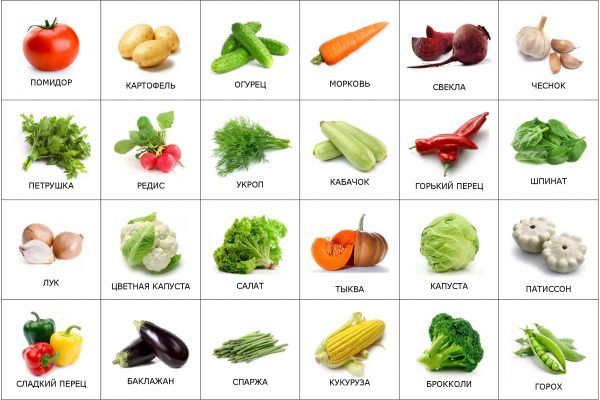 ПОМИДОР
КАРТОФЕЛЬ
ОГУРЕЦ
МОРКОВЬ
СВЕКЛА
ЧЕСНОК
ПЕТРУШКА
РЕДИС
УКРОП
КАБАЧОК
ГОРЬКИЙ ПЕРЕЦ
ШПИНАТ
ЛУК
ЦВЕТНАЯ КАПУСТА
САЛАТ
ТЫКВА
КАПУСТА
ПАТИССОН
СЛАДКИЙ ПЕРЕЦ
БАКЛАЖАН
СПАРЖА
КУКУРУЗА
БРОККОЛИ
ГОРОХ